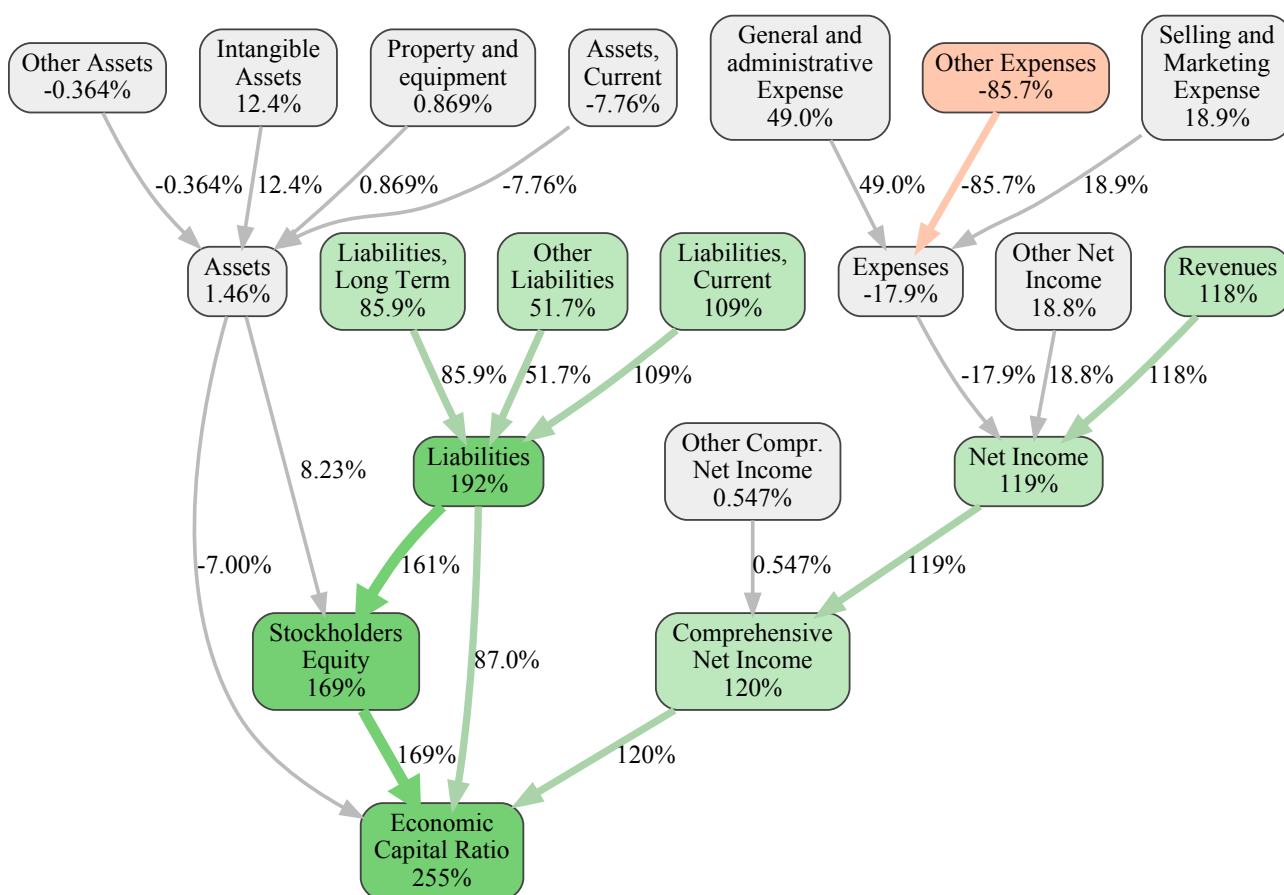 Other Assets
-0.364%
Intangible
Assets
12.4%
Property and
equipment
0.869%
Assets,
Current
-7.76%
General and
administrative
Expense
49.0%
Other Expenses
-85.7%
Selling and
Marketing
Expense
18.9%
-0.364%
12.4%
0.869%
-7.76%
49.0%
-85.7%
18.9%
Assets
1.46%
Liabilities,
Long Term
85.9%
Other
Liabilities
51.7%
Liabilities,
Current
109%
Expenses
-17.9%
Other Net
Income
18.8%
Revenues
118%
85.9%
51.7%
109%
-17.9%
18.8%
118%
Liabilities
192%
Other Compr.
Net Income
0.547%
Net Income
119%
8.23%
-7.00%
161%
0.547%
119%
Stockholders
Equity
169%
87.0%
Comprehensive
Net Income
120%
169%
120%
Economic
Capital Ratio
255%